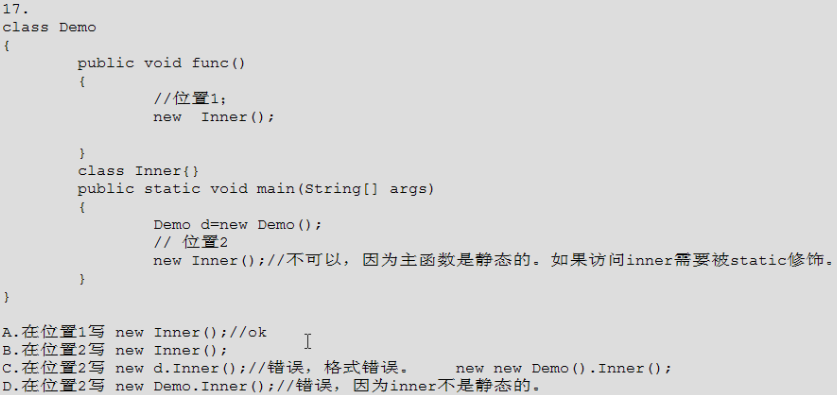 17.
class Demo
{
public void func()
{
//位置1;
new  Inner();
}
class Inner{}
public static void main(String[] args)
{
Demo d=new Demo();
// 位置2
new Inner();//不可以，因为主函数是静态的。如果访问inner需要被static修饰。
}
}
A.在位置1写 new Inner();//ok
B.在位置2写 new Inner();
C.在位置2写 new d.Inner();//错误，格式错误。    new new Demo().Inner();
D.在位置2写 new Demo.Inner();//错误，因为inner不是静态的。